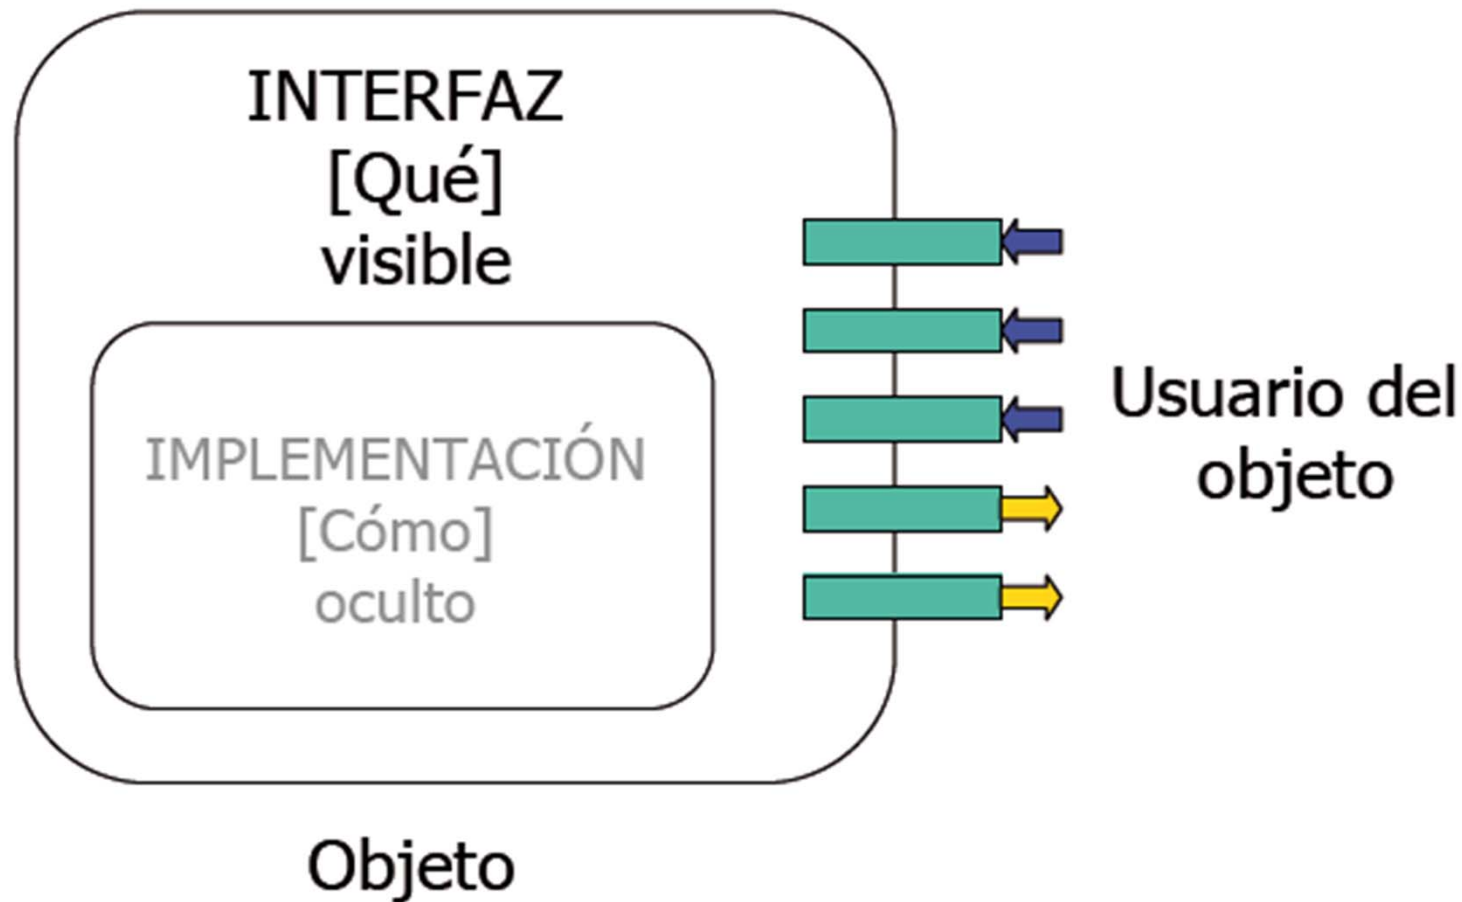 INTERFAZ
[Qué]
visible
IMPLEMENTACIÓN
[Cómo]
oculto
Usuario del
objeto
Objeto